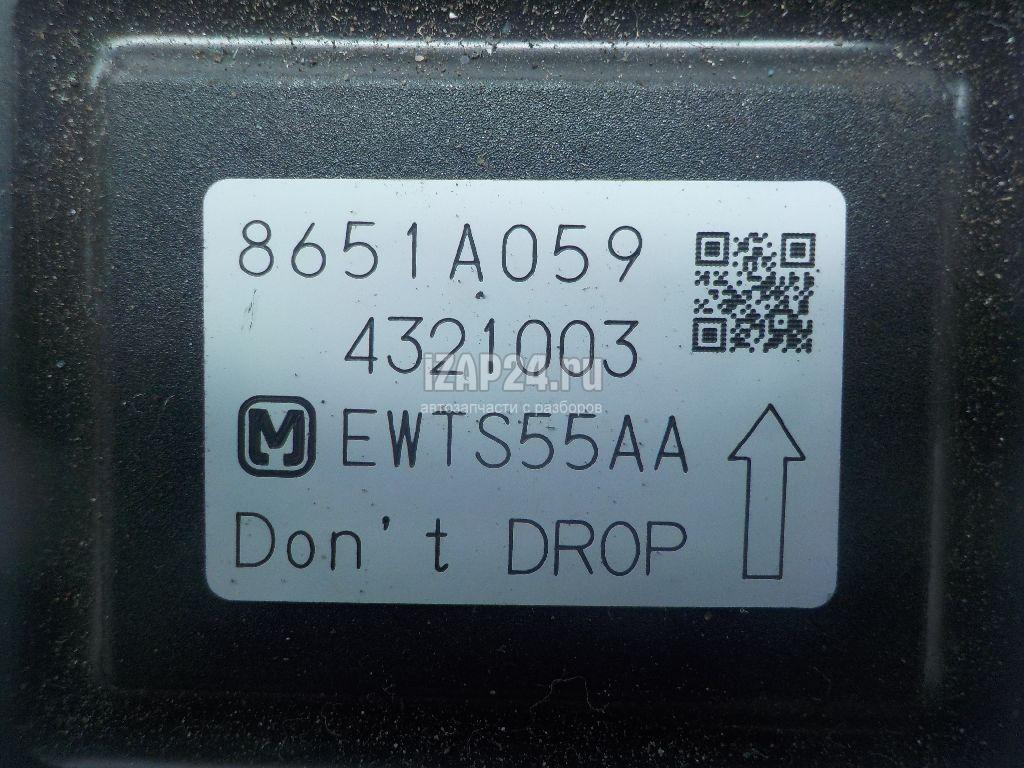 8651A059
4321003
iZAP24.ru
автозапчасти с разборов
M EWTS55AA
Don't DROP